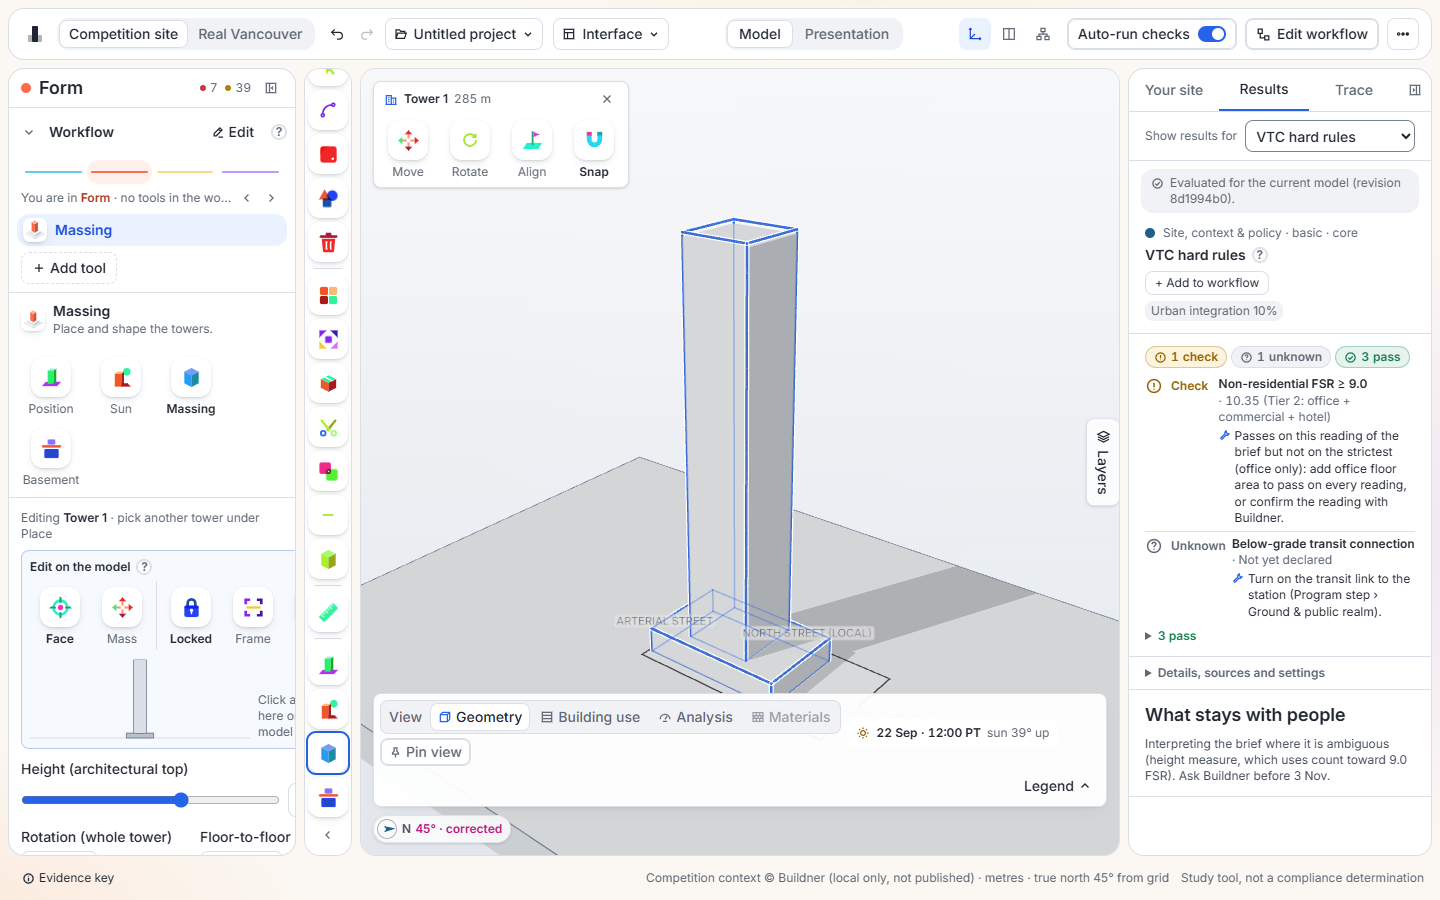 Competition site
Real Vancouver
Untitled project
Interface
Model
Presentation
Auto-run checks
Edit workflow
Form
7
39
Workflow
Edit
?
You are in Form · no tools in the wo...
Massing
+ Add tool
Massing
Place and shape the towers.
Position
Sun
Massing
Basement
Editing Tower 1 · pick another tower under
Place
Edit on the model ?
Face
Mass
Locked
Frame
Click a
here o
model
Height (architectural top)
Rotation (whole tower)
Floor-to-floor
Tower 1 285 m
Move
Rotate
Align
Snap
ARTERIAL STREET
NORTH STREET (LOCAL)
Layers
View
Geometry
Building use
Analysis
Materials
22 Sep · 12:00 PT sun 39° up
Pin view
Legend
N 45° · corrected
Your site
Results
Trace
Show results for
VTC hard rules
Evaluated for the current model (revision
8d1994b0).
Site, context & policy · basic · core
VTC hard rules ?
+ Add to workflow
Urban integration 10%
1 check
1 unknown
3 pass
Check
Non-residential FSR ≥ 9.0
· 10.35 (Tier 2: office +
commercial + hotel)
Passes on this reading of the
brief but not on the strictest
(office only): add office floor
area to pass on every reading,
or confirm the reading with
Buildner.
Unknown
Below-grade transit connection
· Not yet declared
Turn on the transit link to the
station (Program step ›
Ground & public realm).
3 pass
Details, sources and settings
What stays with people
Interpreting the brief where it is ambiguous
(height measure, which uses count toward 9.0
FSR). Ask Buildner before 3 Nov.
Evidence key
Competition context © Buildner (local only, not published) · metres · true north 45° from grid
Study tool, not a compliance determination